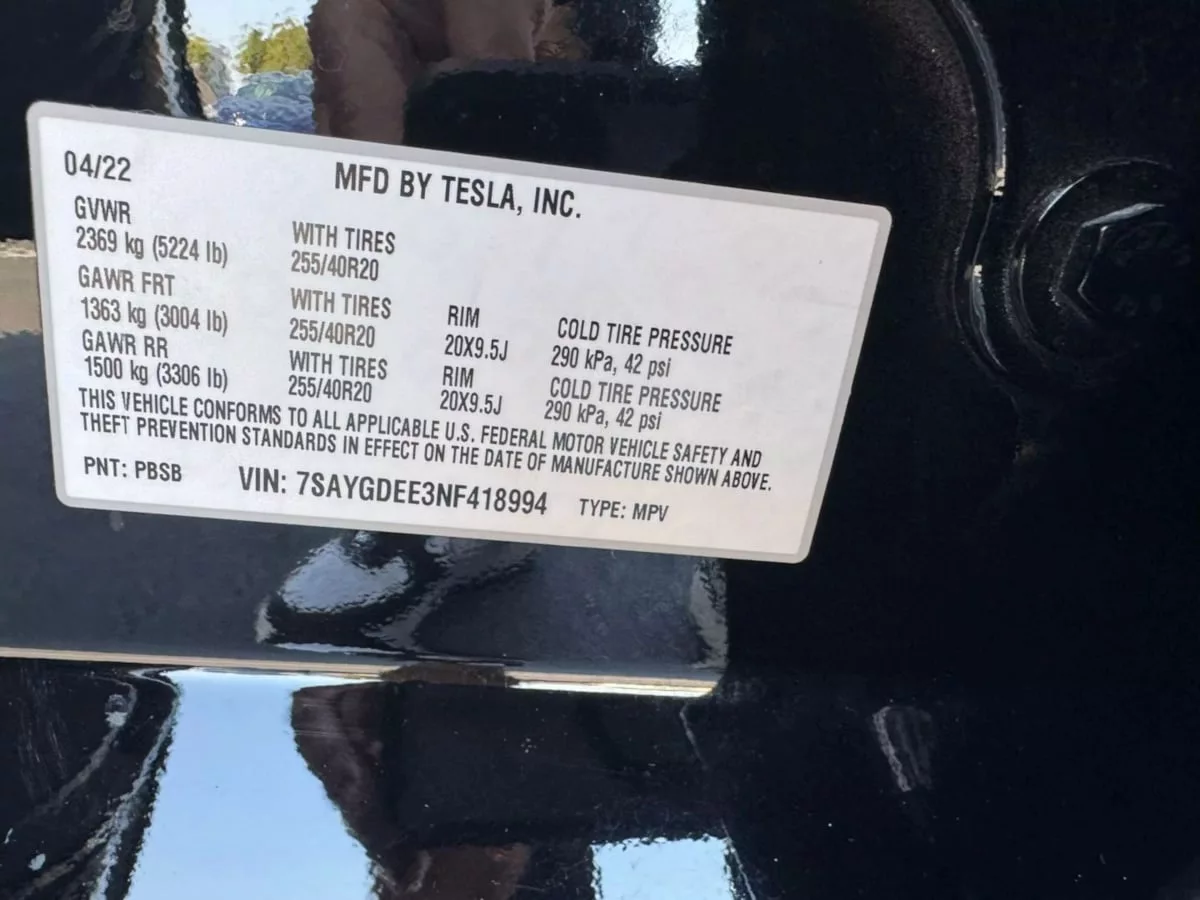 04/22
MFD BY TESLA, INC.
GVWR
2369 kg (5224 lb)
WITH TIRES
255/40R20
GAWR FRT
1363 kg (3004 lb)
WITH TIRES
255/40R20
RIM
20X9.5J
COLD TIRE PRESSURE
290 kPa, 42 psi
GAWR RR
1500 kg (3306 lb)
WITH TIRES
255/40R20
RIM
20X9.5J
COLD TIRE PRESSURE
290 kPa, 42 psi
THIS VEHICLE CONFORMS TO ALL APPLICABLE U.S. FEDERAL MOTOR VEHICLE SAFETY AND
THEFT PREVENTION STANDARDS IN EFFECT ON THE DATE OF MANUFACTURE SHOWN ABOVE.
PNT: PBSB VIN: 7SAYGDEE3NF418994 TYPE: MPV